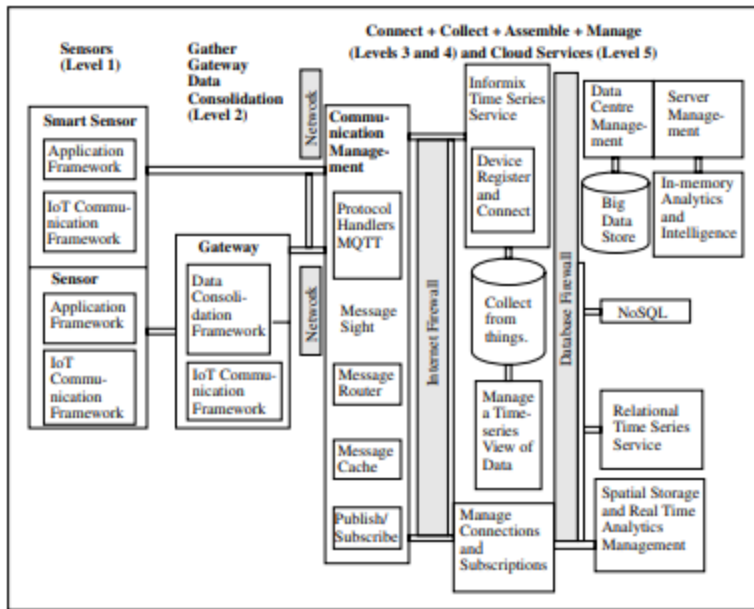 Connect + Collect + Assemble + Manage
(Levels 3 and 4) and Cloud Services (Level 5)
Sensors
(Level 1)
Gather
Gateway
Data
Consolidation
(Level 2)
Smart Sensor
Application
Framework
IoT Commu-
nication
Framework
Sensor
Application
Framework
IoT
Commu-
nication
Framework
Gateway
Data
Consoli-
dation
Framework
IoT Commu-
nication
Framework
Network
Network
Commu-
nication
Manage-
ment
Protocol
Handlers
MQTT
Message
Sight
Message
Router
Message
Cache
Publish/
Subscribe
Internet Firewall
Informix
Time Series
Service
Device
Register
and
Connect
Collect
from
things.
Manage
a Time-
series
View of
Data
Manage
Connections
and
Subscriptions
Database Firewall
Data
Centre
Manage-
ment
Server
Manage-
ment
Big
Data
Store
In-memory
Analytics
and
Intelligence
NoSQL
Relational
Time Series
Service
Spatial Storage
and Real Time
Analytics
Management